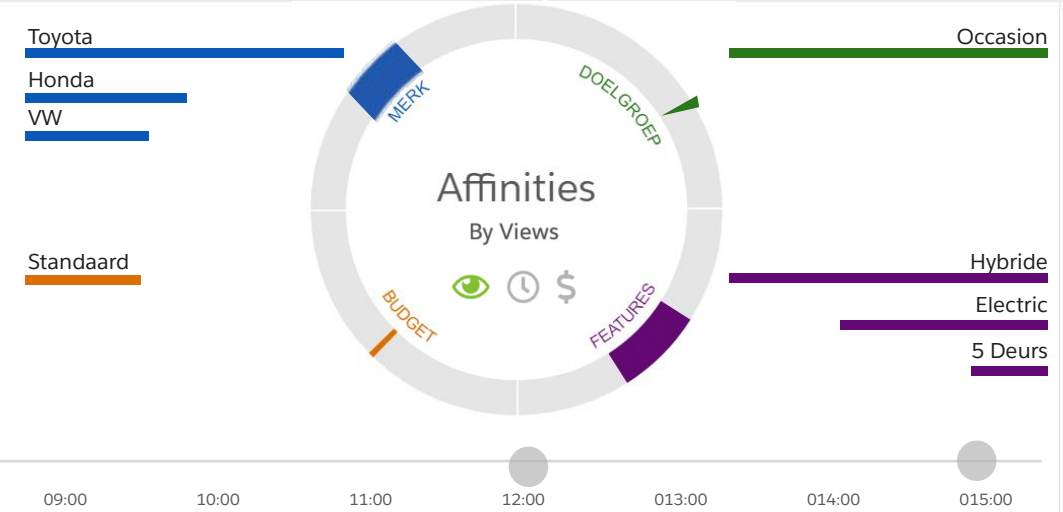 Toyota
Honda
VW
Standaard
MERK
DOELGROEP
Affinities
By Views
$
BUDGET
FEATURES
Occasion
Hybride
Electric
5 Deurs
09:00 10:00 11:00 12:00 013:00 014:00 015:00